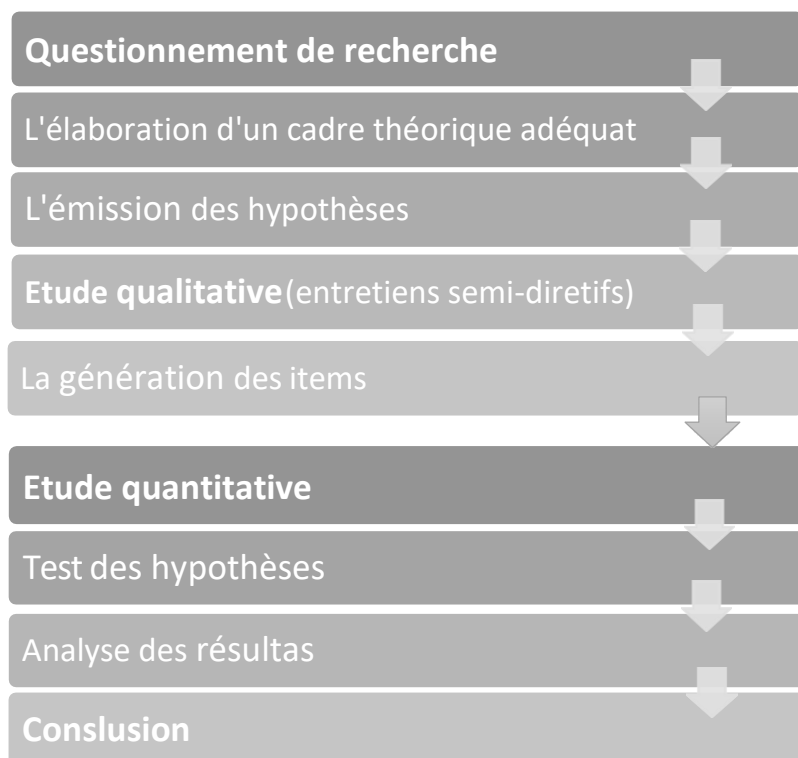 Questionnement de recherche
L'élaboration d'un cadre théorique adéquat
L'émission des hypothèses
Etude qualitative(entretiens semi-diretifs)
La génération des items
Etude quantitative
Test des hypothèses
Analyse des résultas
Conslusion